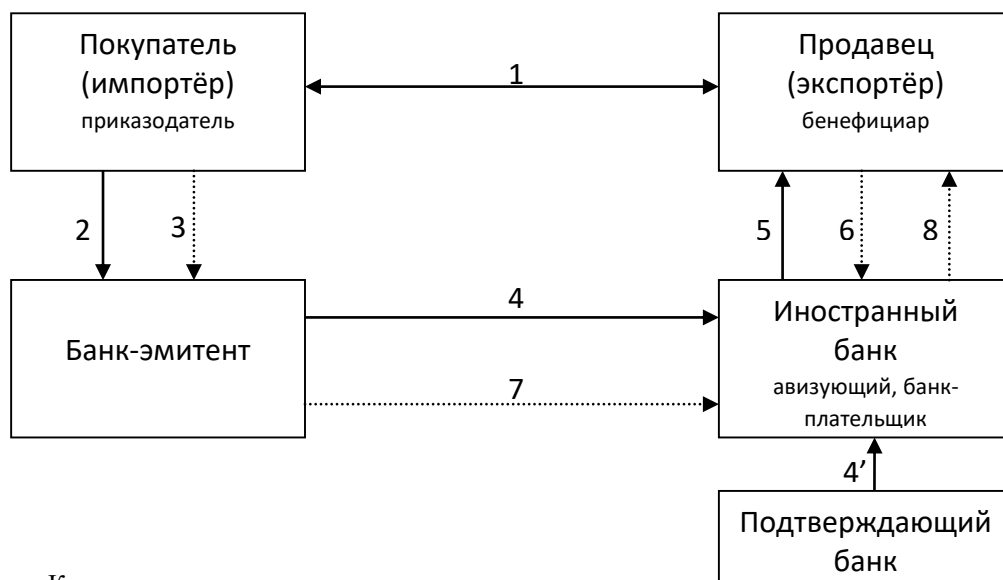 Покупатель
(импортёр)
приказодатель
1
Продавец
(экспортёр)
бенефициар
2
3
5
6
8
Банк-эмитент
4
7
Иностранный
банк
авизующий, банк-
плательщик
4’
Подтверждающий
банк